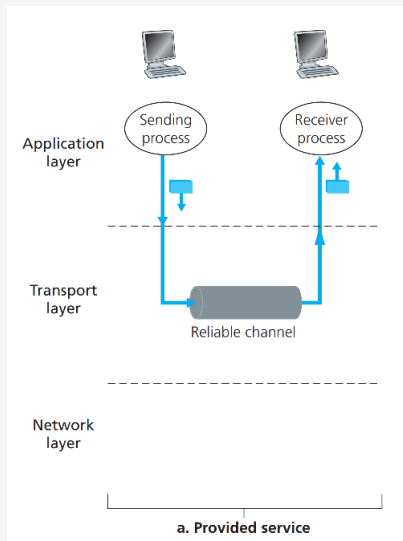 Sending
process
Receiver
process
Application
layer
Transport
layer
Reliable channel
Network
layer
a. Provided service